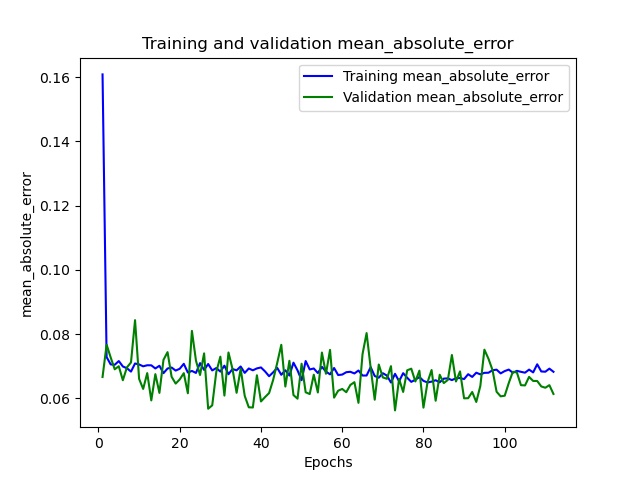 Training and validation mean_absolute_error
Training mean_absolute_error
Validation mean_absolute_error
mean_absolute_error
0.16
0.14
0.12
0.10
0.08
0.06
0
20
40
60
80
100
Epochs